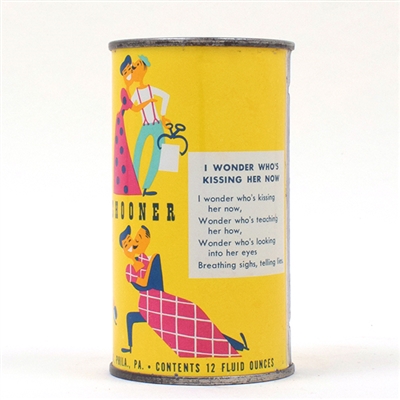 I WONDER WHO'S
KISSING HER NOW
I wonder who's kissing
her now,
Wonder who's teaching
her how,
Wonder who's looking
into her eyes
Breathing sighs, telling lies
HOONER
PHILA., PA. • CONTENTS 12 FLUID OUNCES